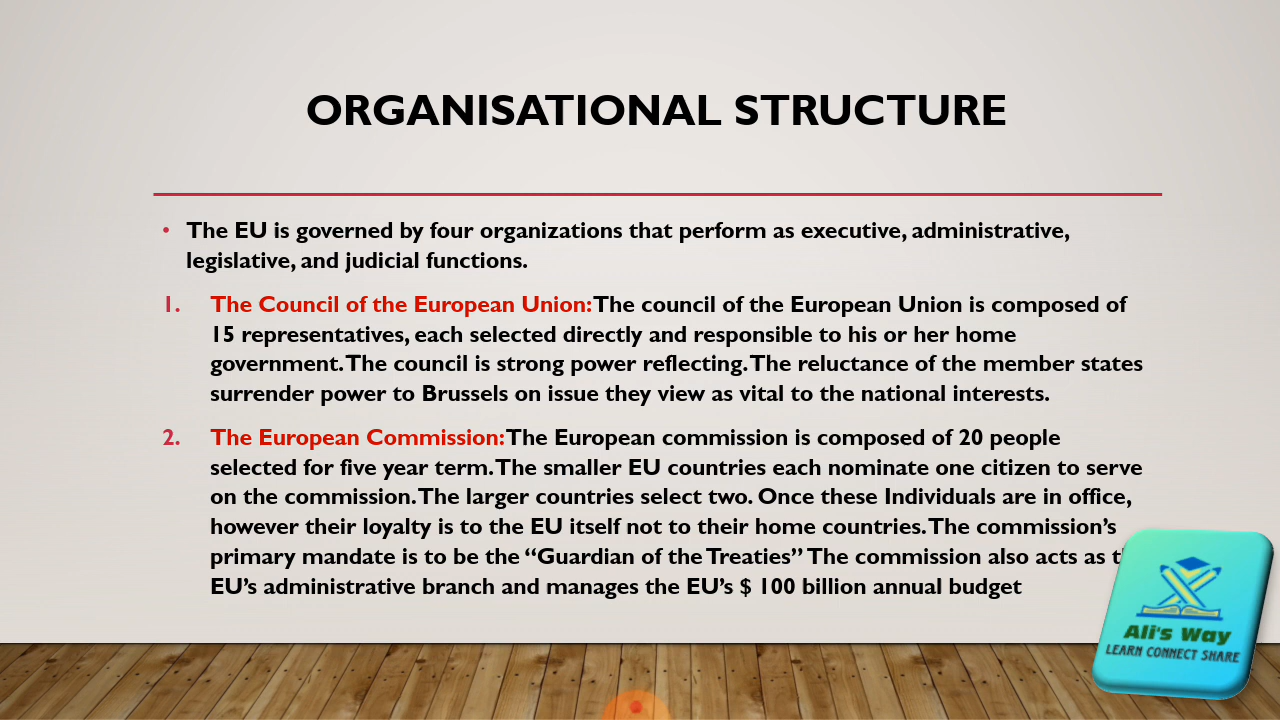 ORGANISATIONAL STRUCTURE
• The EU is governed by four organizations that perform as executive, administrative,
legislative, and judicial functions.
1. The Council of the European Union:The council of the European Union is composed of
15 representatives, each selected directly and responsible to his or her home
government.The council is strong power reflecting.The reluctance of the member states
surrender power to Brussels on issue they view as vital to the national interests.
2. The European Commission:The European commission is composed of 20 people
selected for five year term.The smaller EU countries each nominate one citizen to serve
on the commission.The larger countries select two. Once these Individuals are in office,
however their loyalty is to the EU itself not to their home countries.The commission's
primary mandate is to be the “Guardian of the Treaties” The commission also acts as
EU's administrative branch and manages the EU's $ 100 billion annual budget
Ali's Way
LEARN CONNECT SHARE